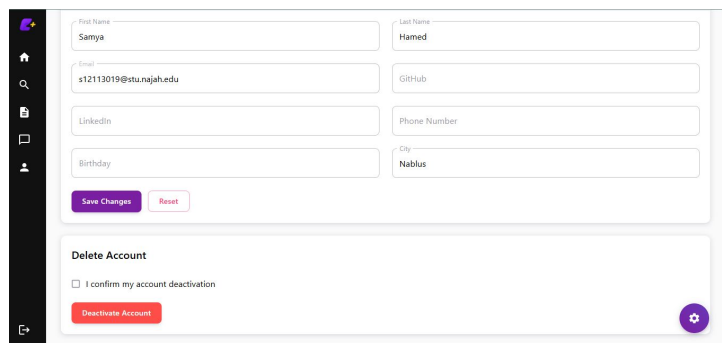 First Name
Last Name
Samya
Hamed
Email
s12113019@stu.najah.edu
GitHub
LinkedIn
Phone Number
Birthday
City
Nablus
Save Changes
Reset
Delete Account
I confirm my account deactivation
Deactivate Account